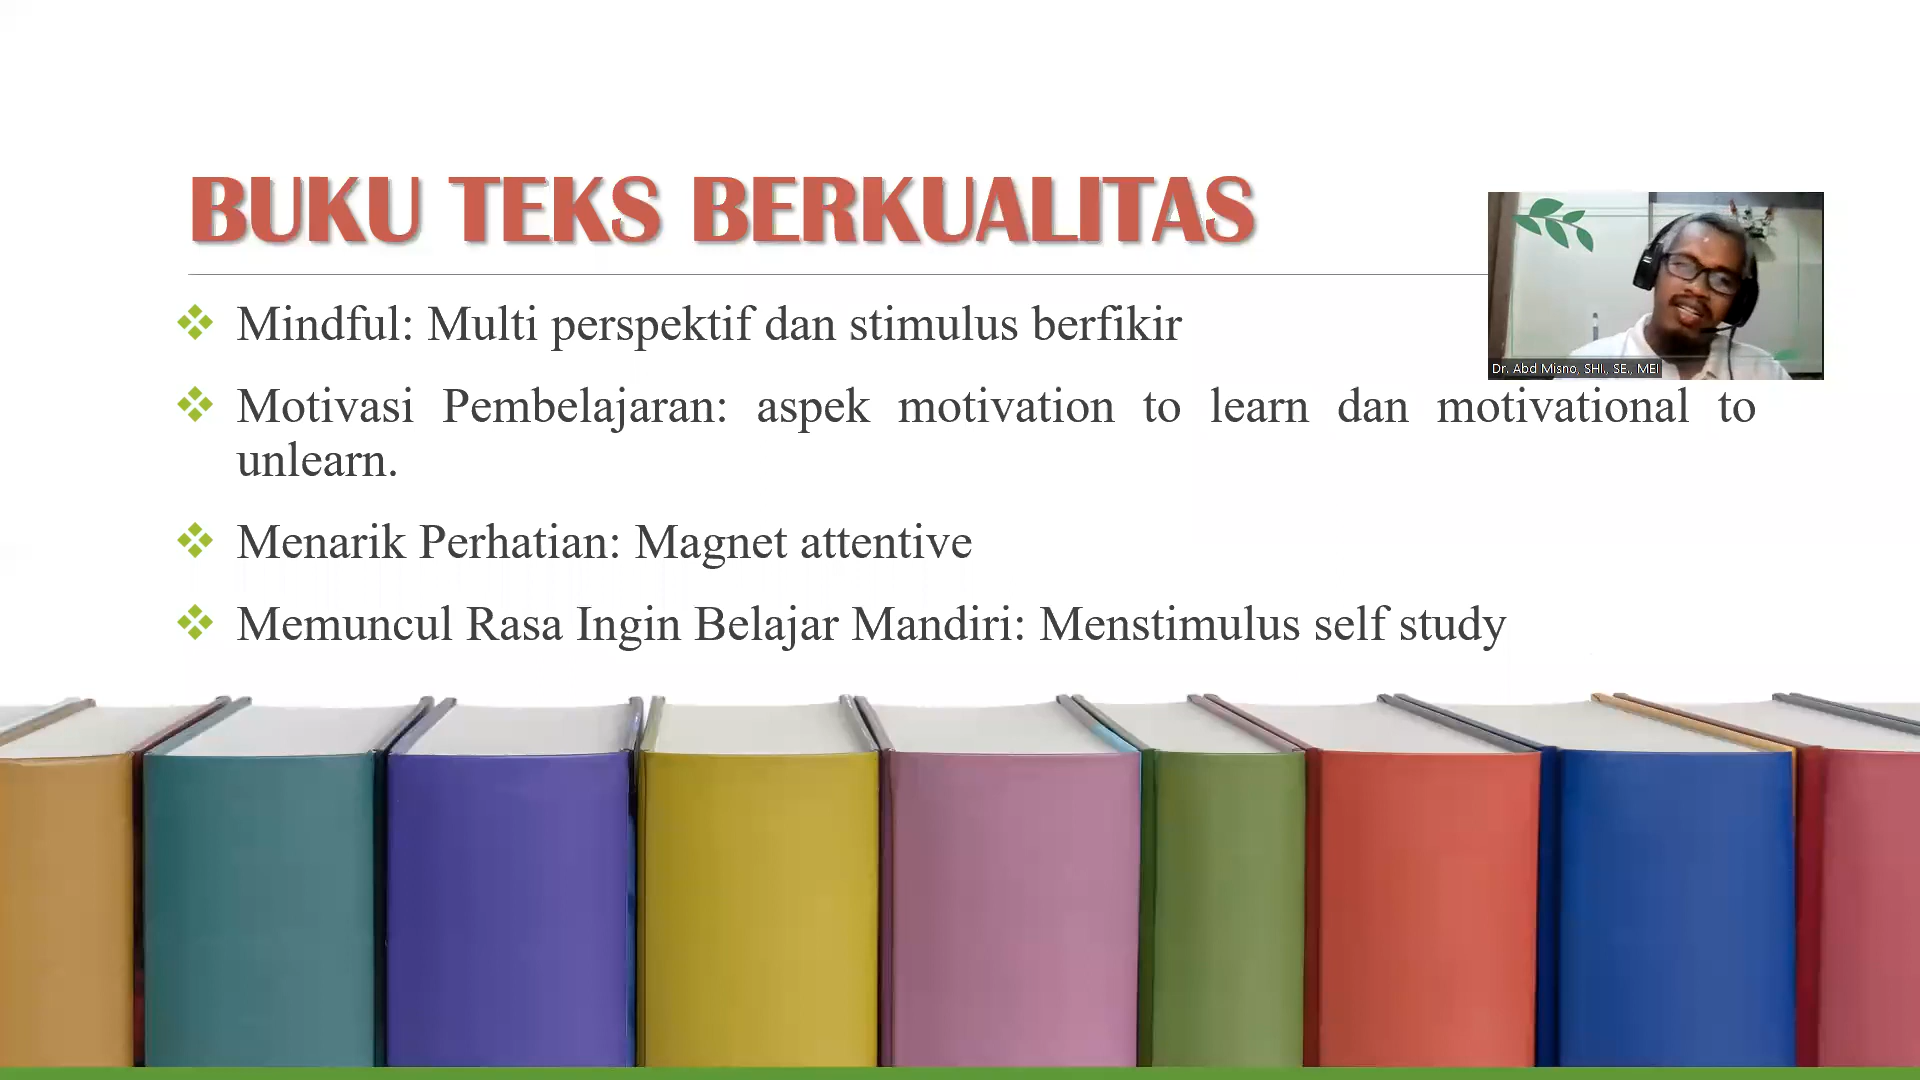 BUKU TEKS BERKUALITAS
Mindful: Multi perspektif dan stimulus berfikir
Motivasi Pembelajaran: aspek motivation to learn dan motivational to
unlearn.
Menarik Perhatian: Magnet attentive
Memuncul Rasa Ingin Belajar Mandiri: Menstimulus self study
Dr. Abd Misno, SHI., SE., MEI